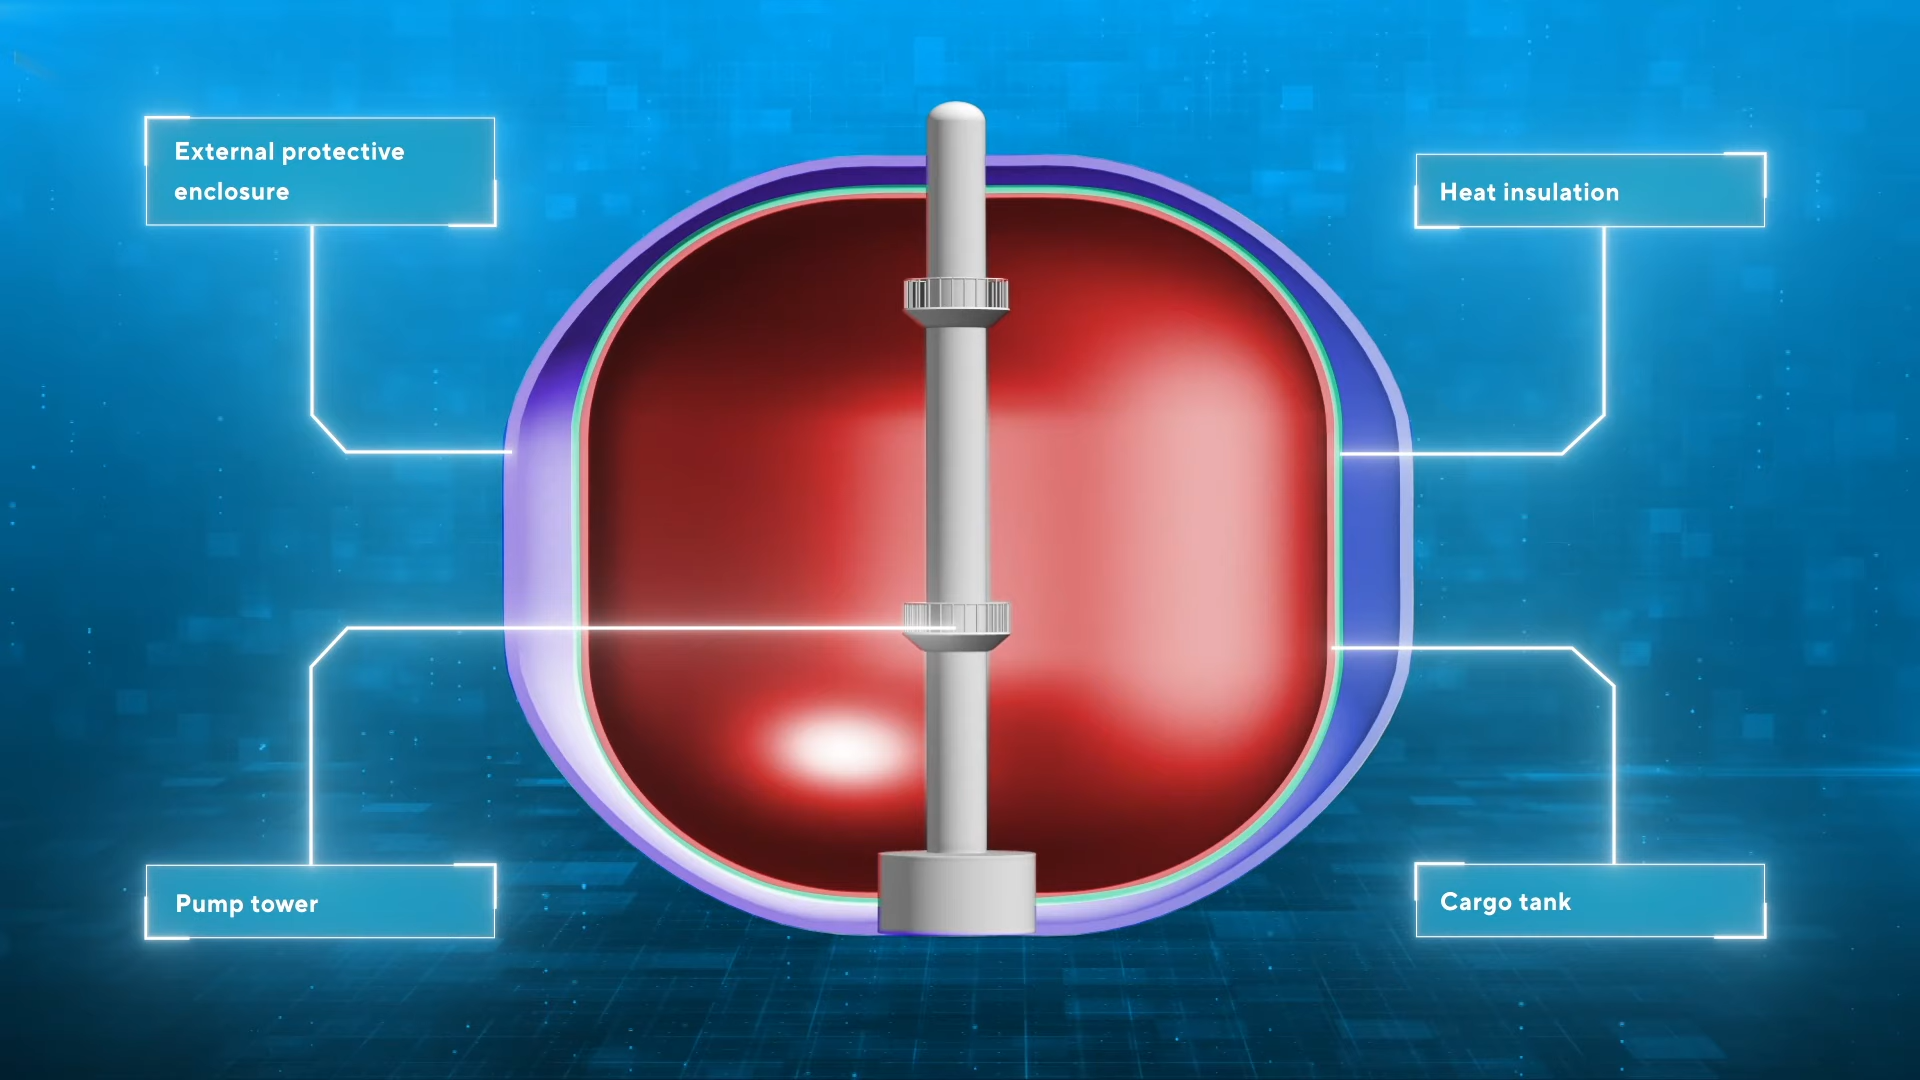 External protective
enclosure
Heat insulation
Pump tower
Cargo tank